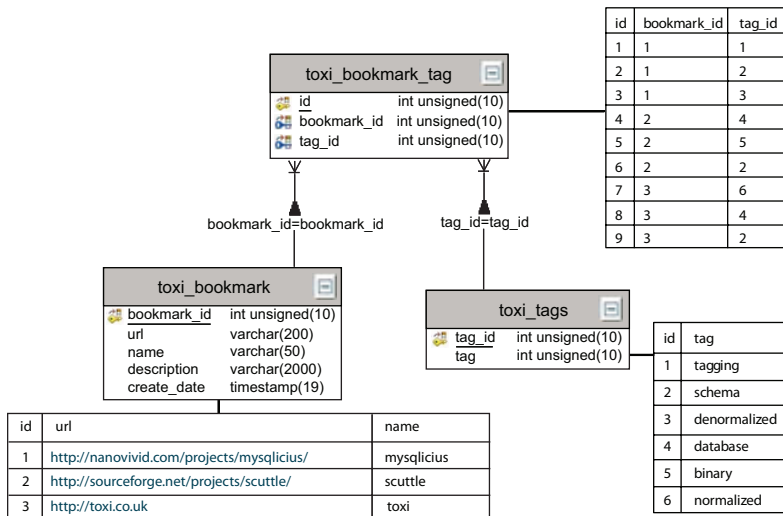 id bookmark_id tag_id
1 1 1
2 1 2
3 1 3
4 2 4
5 2 5
6 2 2
7 3 6
8 3 4
9 3 2
toxi_bookmark_tag
id int unsigned(10)
bookmark_id int unsigned(10)
tag_id int unsigned(10)
bookmark_id=bookmark_id
tag_id=tag_id
toxi_bookmark
bookmark_id int unsigned(10)
url varchar(200)
name varchar(50)
description varchar(2000)
create_date timestamp(19)
toxi_tags
tag_id int unsigned(10)
tag int unsigned(10)
id tag
1 tagging
2 schema
3 denormalized
4 database
5 binary
6 normalized
id url name
1 http://nanovivid.com/projects/mysqlicius/ mysqlicius
2 http://sourceforge.net/projects/scuttle/ scuttle
3 http://toxi.co.uk toxi